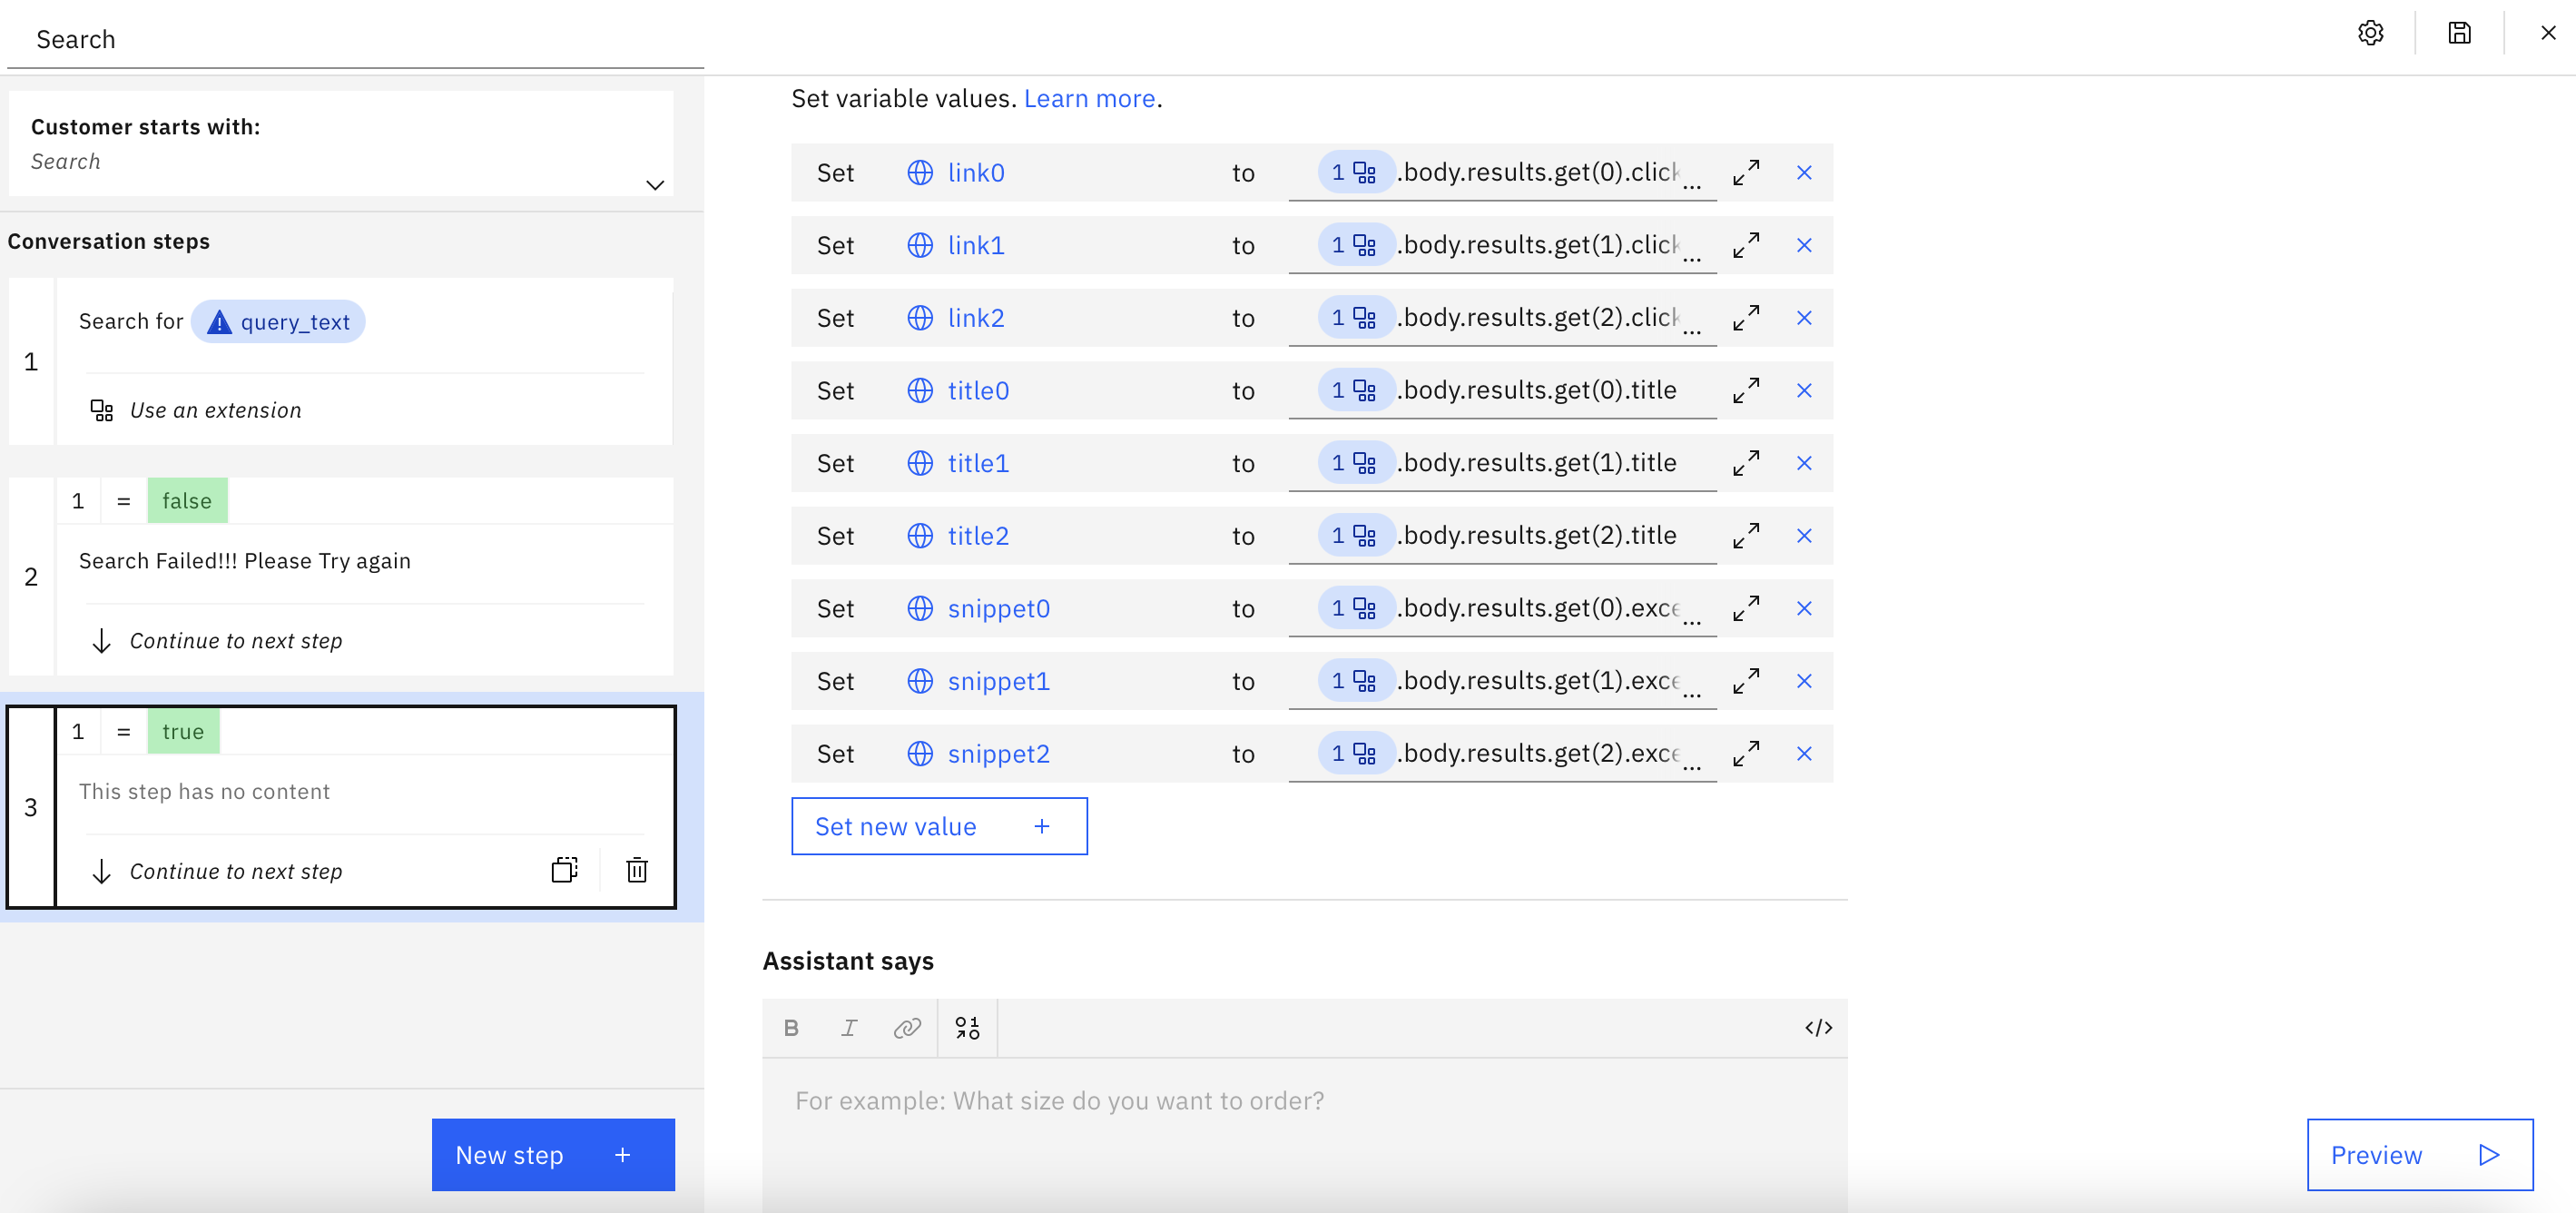 Search
Customer starts with:
Search
Conversation steps
1
Search for query_text
Use an extension
2
1 = false
Search Failed!!! Please Try again
Continue to next step
3
1 = true
This step has no content
Continue to next step
New step +
Set variable values. Learn more.
Set link0 to 1 .body.results.get(0).click...
Set link1 to 1 .body.results.get(1).click...
Set link2 to 1 .body.results.get(2).click...
Set title0 to 1 .body.results.get(0).title
Set title1 to 1 .body.results.get(1).title
Set title2 to 1 .body.results.get(2).title
Set snippet0 to 1 .body.results.get(0).exce...
Set snippet1 to 1 .body.results.get(1).exce...
Set snippet2 to 1 .body.results.get(2).exce...
Set new value +
Assistant says
B I </>
For example: What size do you want to order?
Preview